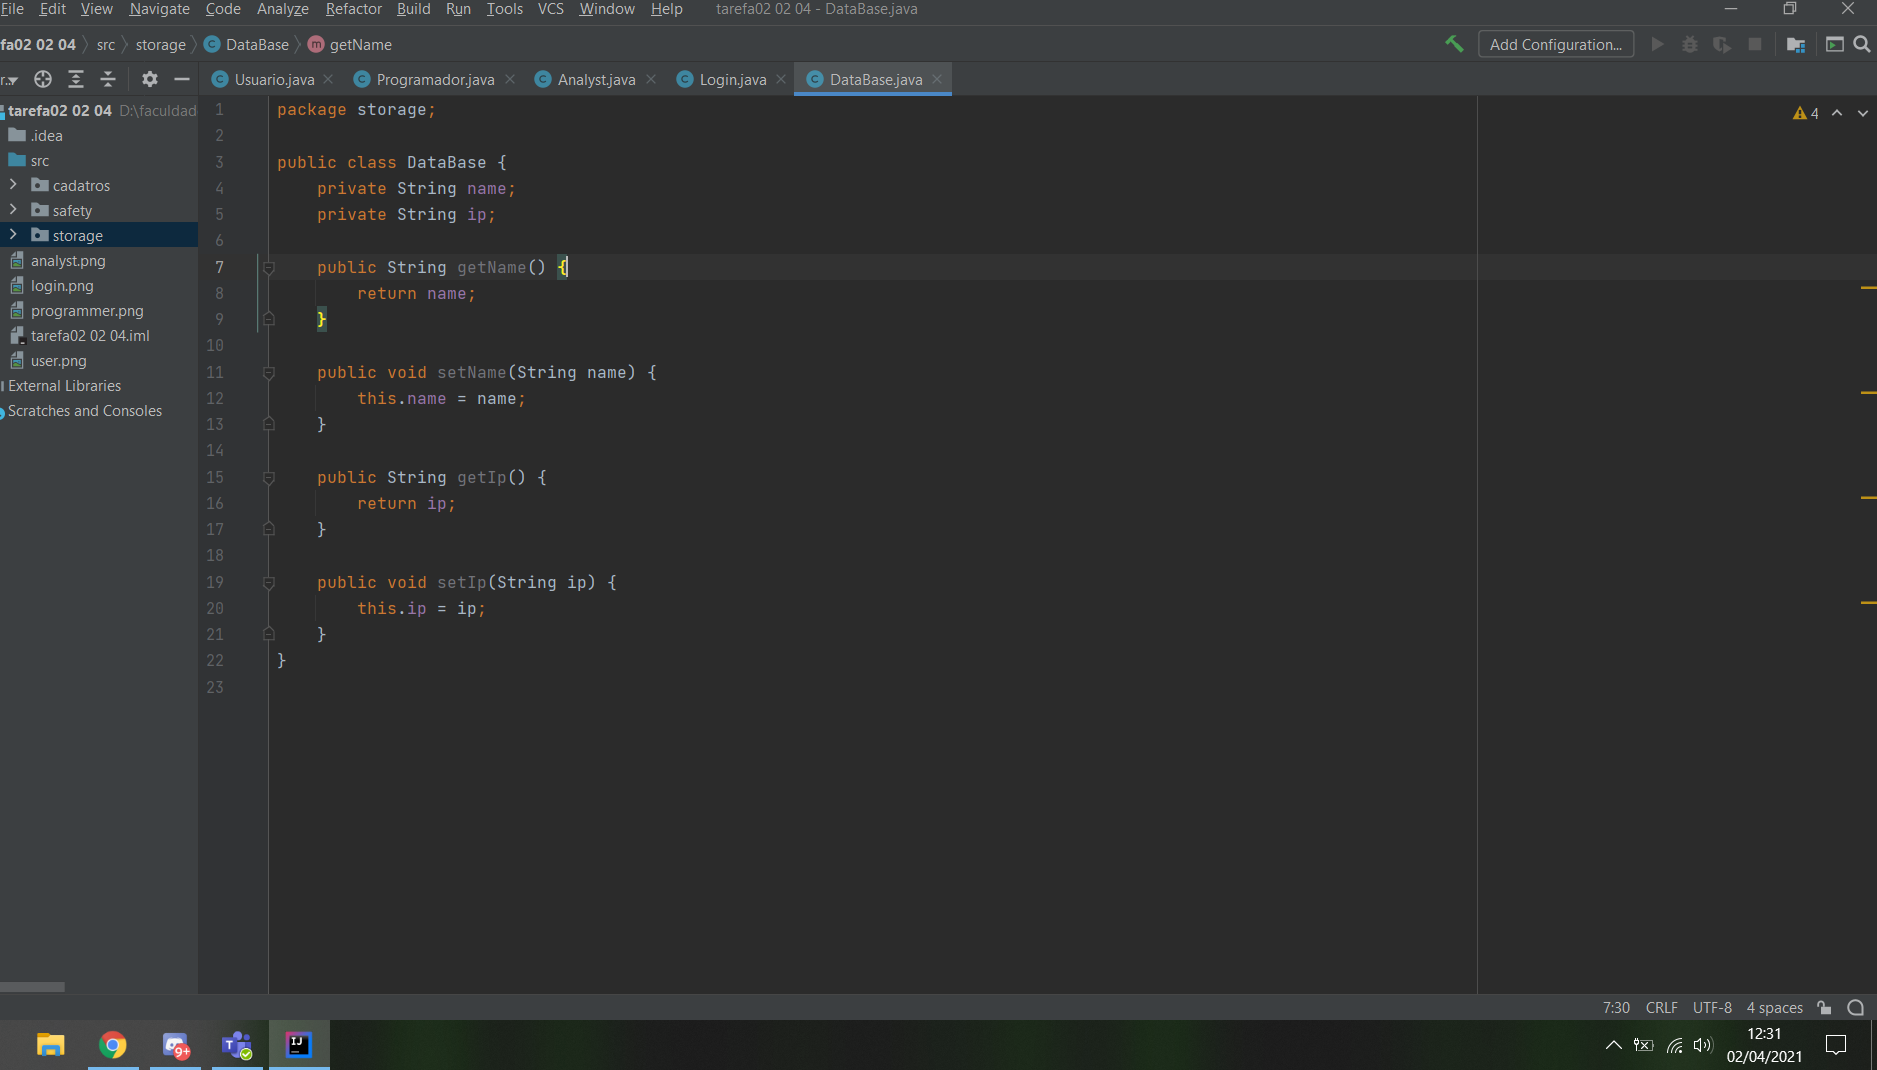 File Edit View Navigate Code Analyze Refactor Build Run Tools VCS Window Help tarefa02 02 04 - DataBase.java
fa02 02 04 src storage DataBase getName Add Configuration...
r.. Usuario.java Programador.java Analyst.java Login.java DataBase.java
tarefa02 02 04 D:\faculdad
.idea
src
cadatros
safety
storage
analyst.png
login.png
programmer.png
tarefa02 02 04.iml
user.png
External Libraries
Scratches and Consoles
4
1 package storage;
2
3 public class DataBase {
4 private String name;
5 private String ip;
6
7 public String getName() {
8 return name;
9 }
10
11 public void setName(String name) {
12 this.name = name;
13 }
14
15 public String getIp() {
16 return ip;
17 }
18
19 public void setIp(String ip) {
20 this.ip = ip;
21 }
22 }
23
7:30 CRLF UTF-8 4 spaces
9+ T IJ
12:31
02/04/2021